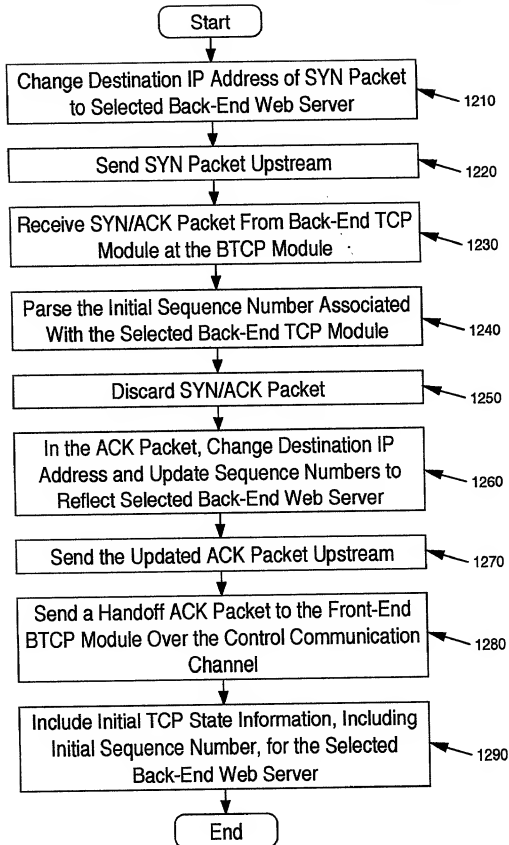 Start
Change Destination IP Address of SYN Packet
to Selected Back-End Web Server
1210
Send SYN Packet Upstream
1220
Receive SYN/ACK Packet From Back-End TCP
Module at the BTCP Module
1230
Parse the Initial Sequence Number Associated
With the Selected Back-End TCP Module
1240
Discard SYN/ACK Packet
1250
In the ACK Packet, Change Destination IP
Address and Update Sequence Numbers to
Reflect Selected Back-End Web Server
1260
Send the Updated ACK Packet Upstream
1270
Send a Handoff ACK Packet to the Front-End
BTCP Module Over the Control Communication
Channel
1280
Include Initial TCP State Information, Including
Initial Sequence Number, for the Selected
Back-End Web Server
1290
End